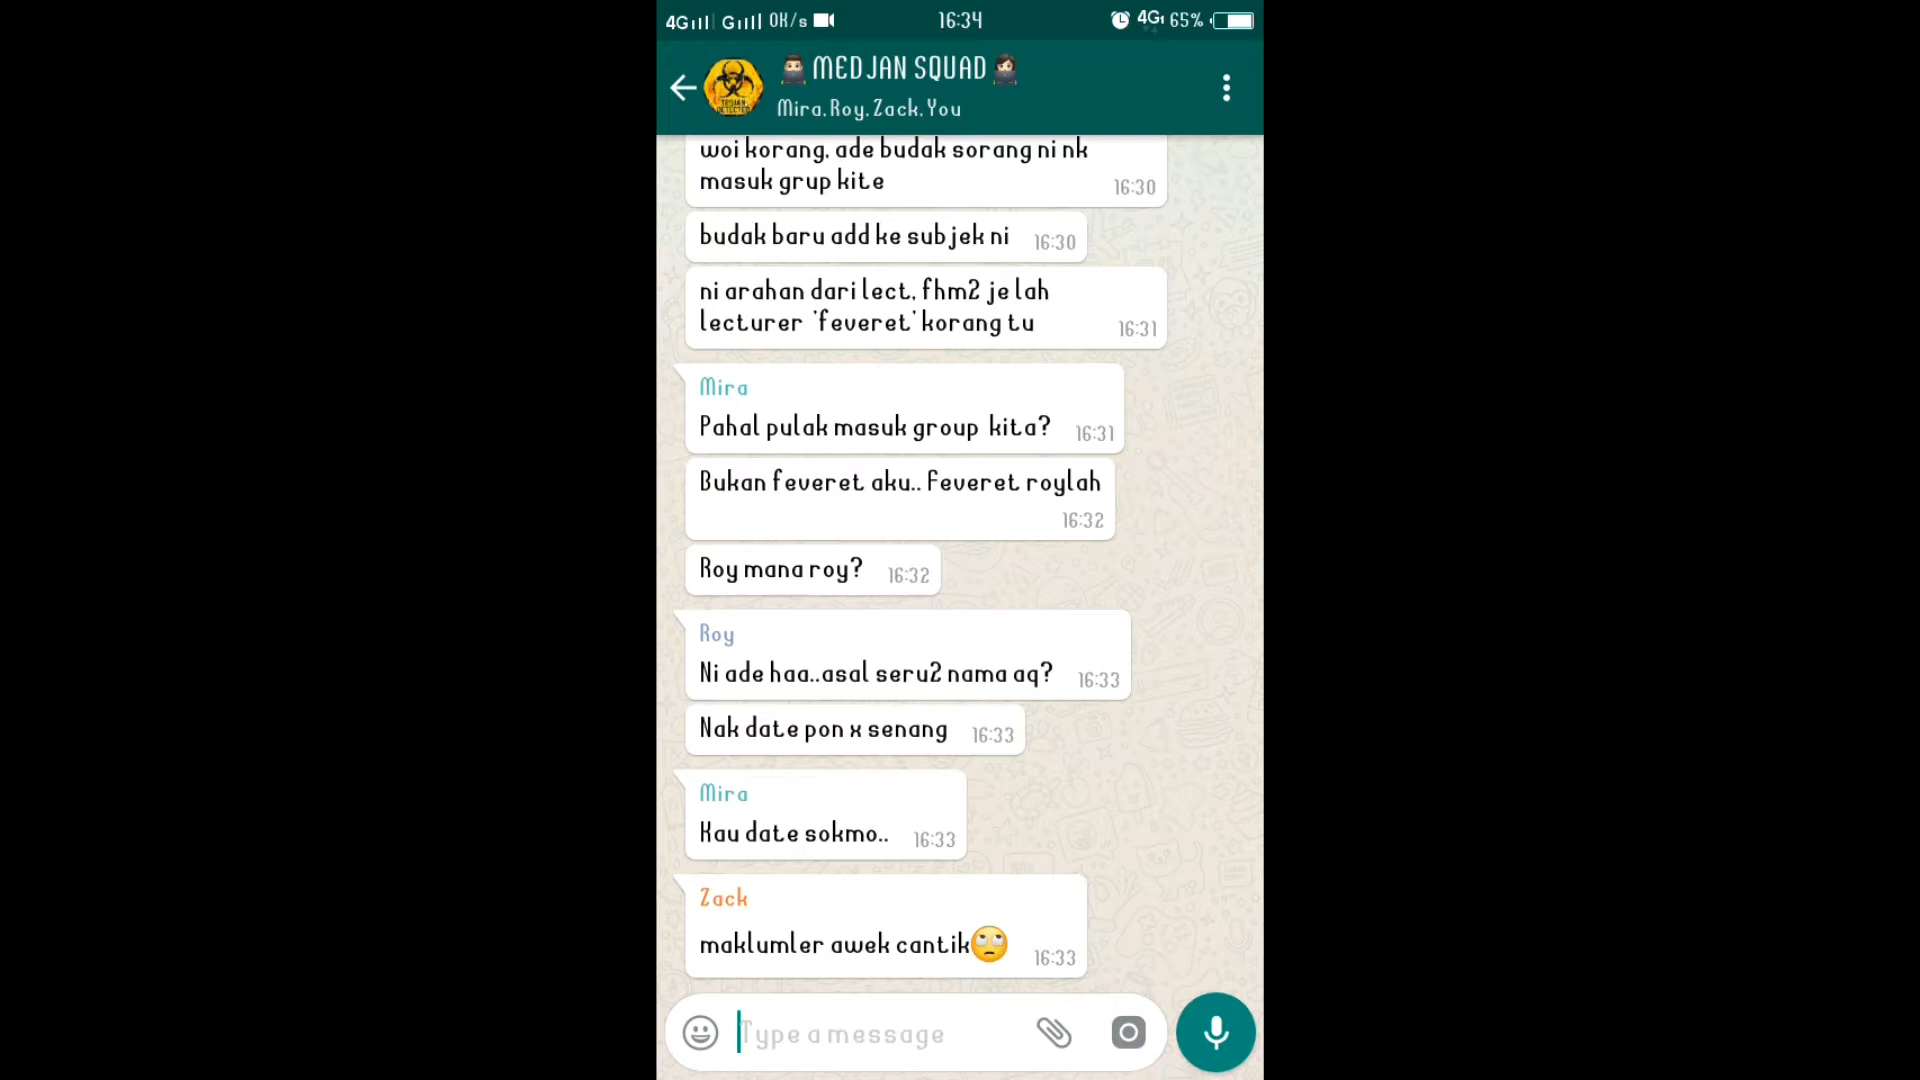 4G G 0K/s 16:34 4G 65%
MEDJAN SQUAD
Mira, Roy, Zack, You
TROJAN
DETECTED
woi korang, ade budak sorang ni nk
masuk grup kite 16:30
budak baru add ke subjek ni 16:30
ni arahan dari lect, fhm2 je lah
lecturer 'feveret' korang tu 16:31
Mira
Pahal pulak masuk group kita? 16:31
Bukan feveret aku.. Feveret roylah
16:32
Roy mana roy? 16:32
Roy
Ni ade haa..asal seru2 nama aq? 16:33
Nak date pon x senang 16:33
Mira
Kau date sokmo.. 16:33
Zack
maklumler awek cantik🙄 16:33
Type a message